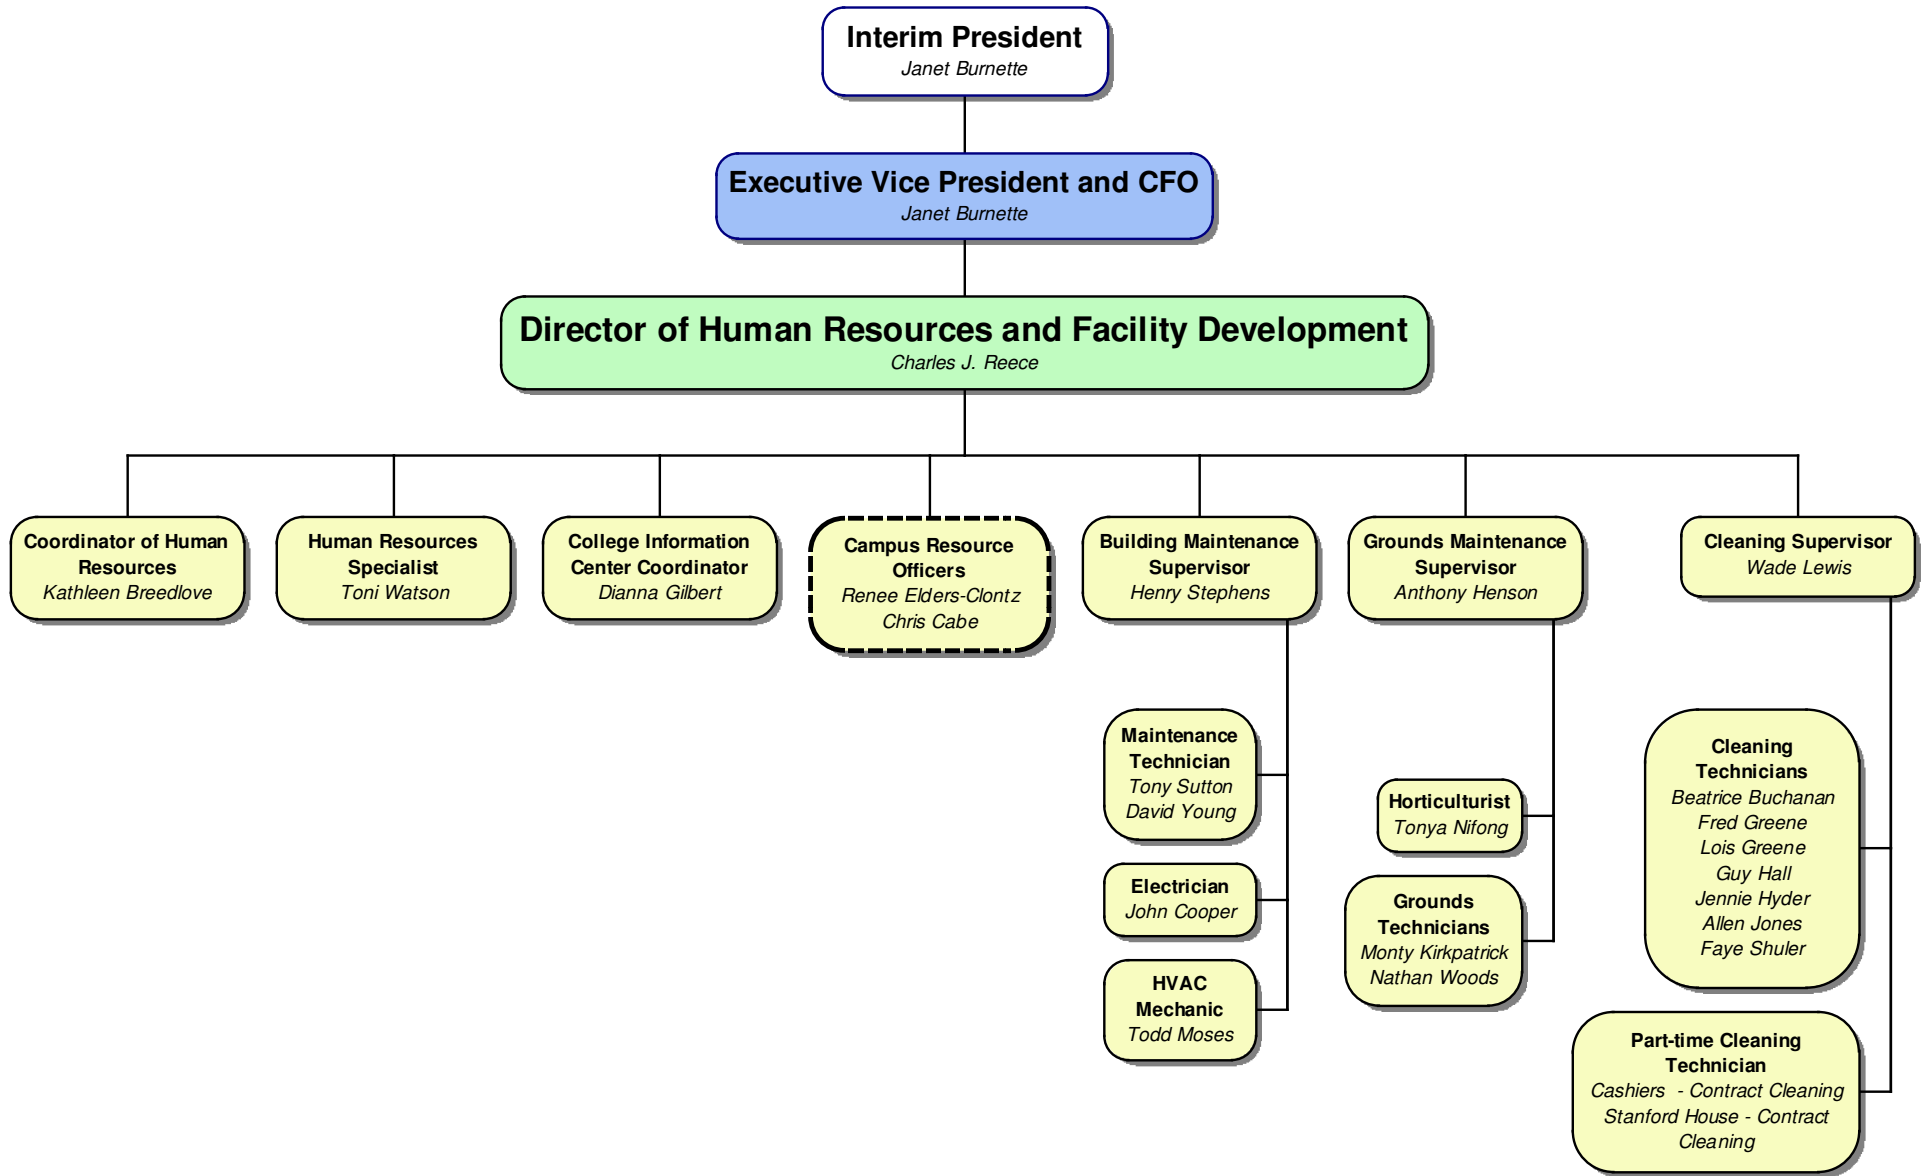 Interim President
Janet Burnette
Executive Vice President and CFO
Janet Burnette
Director of Human Resources and Facility Development
Charles J. Reece
Coordinator of Human
Resources
Kathleen Breedlove
Human Resources
Specialist
Toni Watson
College Information
Center Coordinator
Dianna Gilbert
Campus Resource
Officers
Renee Elders-Clontz
Chris Cabe
Building Maintenance
Supervisor
Henry Stephens
Grounds Maintenance
Supervisor
Anthony Henson
Cleaning Supervisor
Wade Lewis
Maintenance
Technician
Tony Sutton
David Young
Electrician
John Cooper
HVAC
Mechanic
Todd Moses
Horticulturist
Tonya Nifong
Grounds
Technicians
Monty Kirkpatrick
Nathan Woods
Cleaning
Technicians
Beatrice Buchanan
Fred Greene
Lois Greene
Guy Hall
Jennie Hyder
Allen Jones
Faye Shuler
Part-time Cleaning
Technician
Cashiers  - Contract Cleaning
Stanford House - Contract
Cleaning